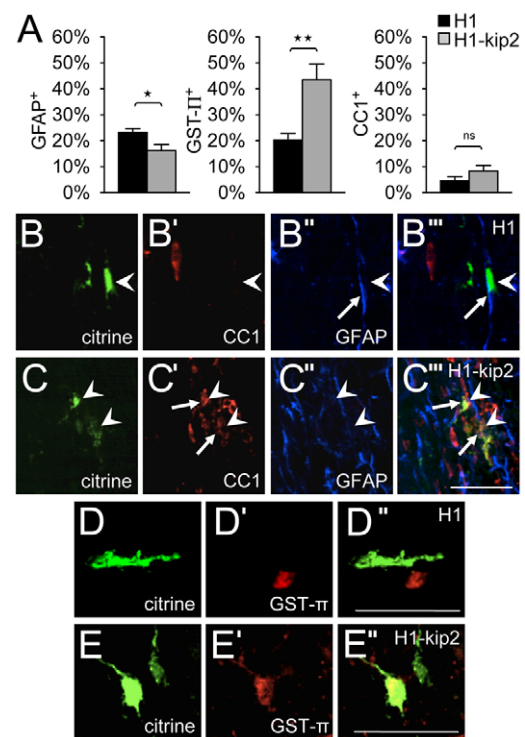 A
H1
H1-kip2
60%
50%
40%
30%
20%
10%
0%
GFAP+
★
60%
50%
40%
30%
20%
10%
0%
GST-Π+
★★
60%
50%
40%
30%
20%
10%
0%
CC1+
ns
B
citrine
B'
CC1
B''
GFAP
B'''
H1
C
citrine
C'
CC1
C''
GFAP
C'''
H1-kip2
D
citrine
D'
GST-π
D''
H1
E
citrine
E'
GST-π
E''
H1-kip2